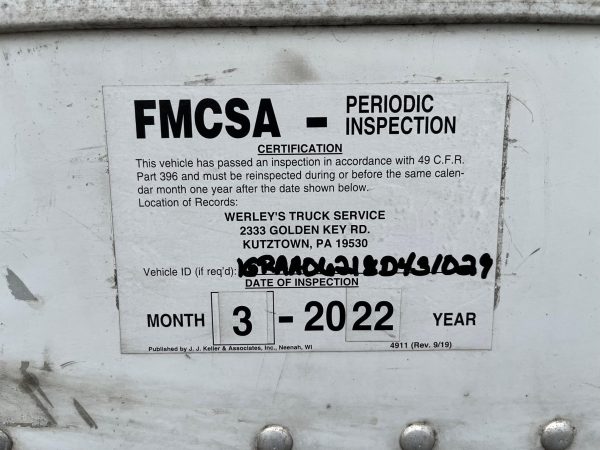 FMCSA - PERIODIC INSPECTION
CERTIFICATION
This vehicle has passed an inspection in accordance with 49 C.F.R.
Part 396 and must be reinspected during or before the same calen-
dar month one year after the date shown below.
Location of Records:
WERLEY'S TRUCK SERVICE
2333 GOLDEN KEY RD.
KUTZTOWN, PA 19530
Vehicle ID (if req'd):
DATE OF INSPECTION
MONTH 3 - 2022 YEAR
Published by J. J. Keller & Associates, Inc., Neenah, WI 4911 (Rev. 9/19)